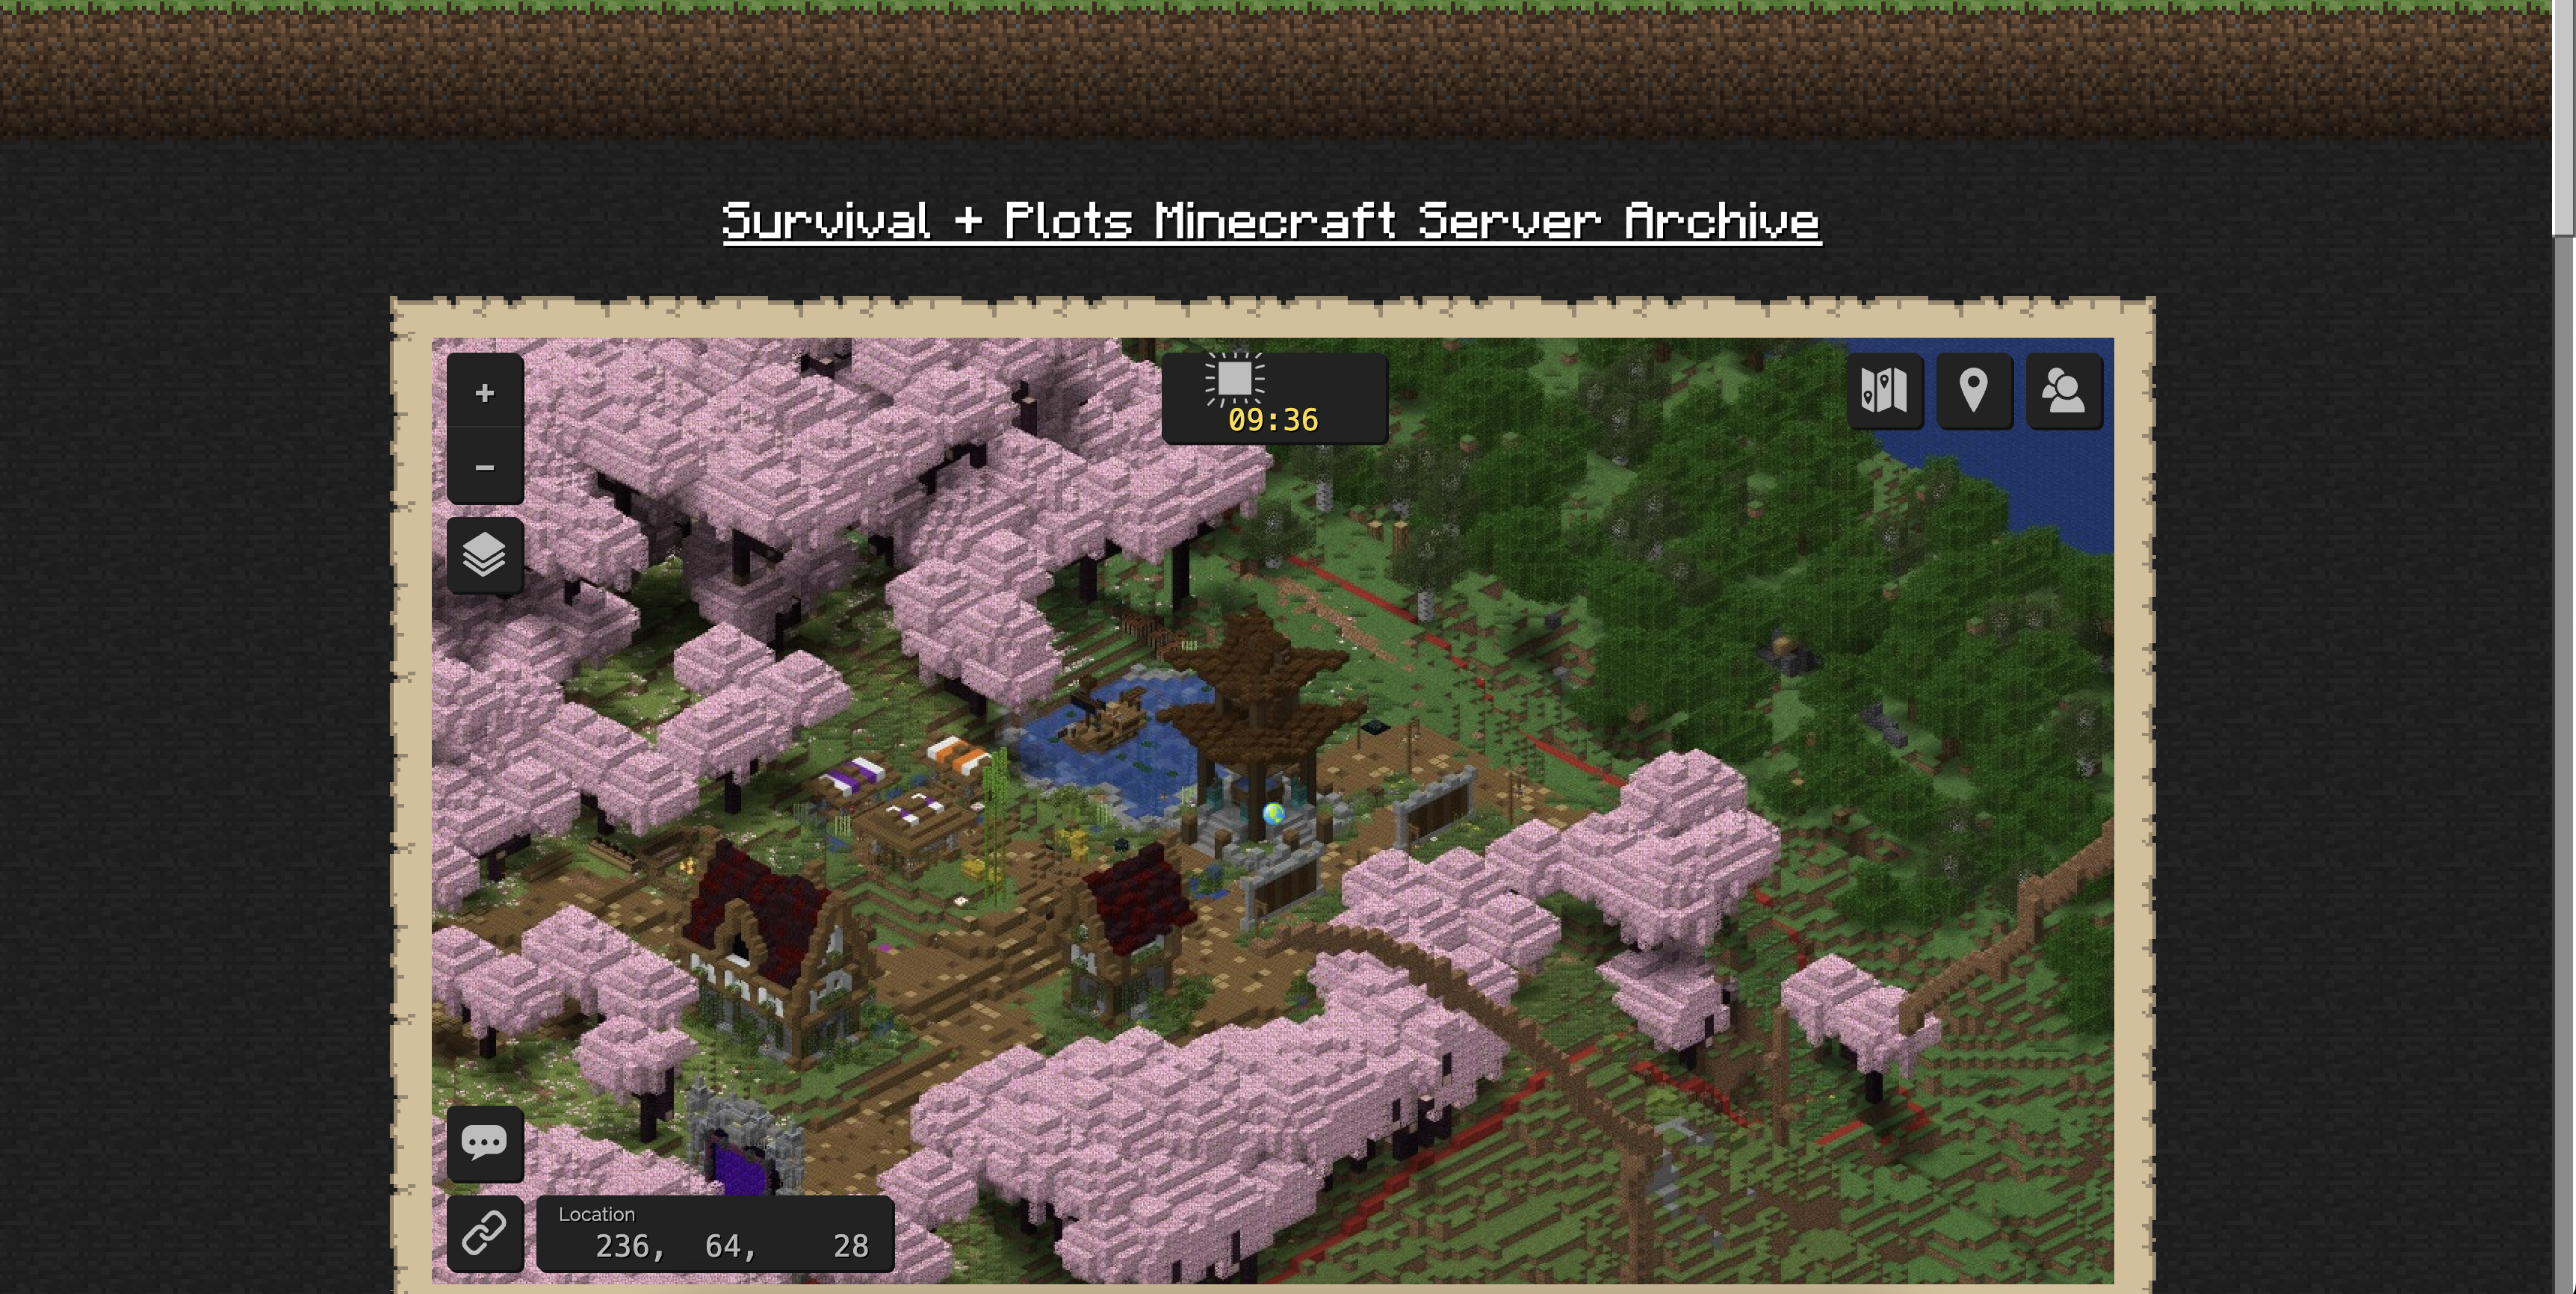 Survival + Plots Minecraft Server Archive
+
09:36
−
Location
236, 64, 28